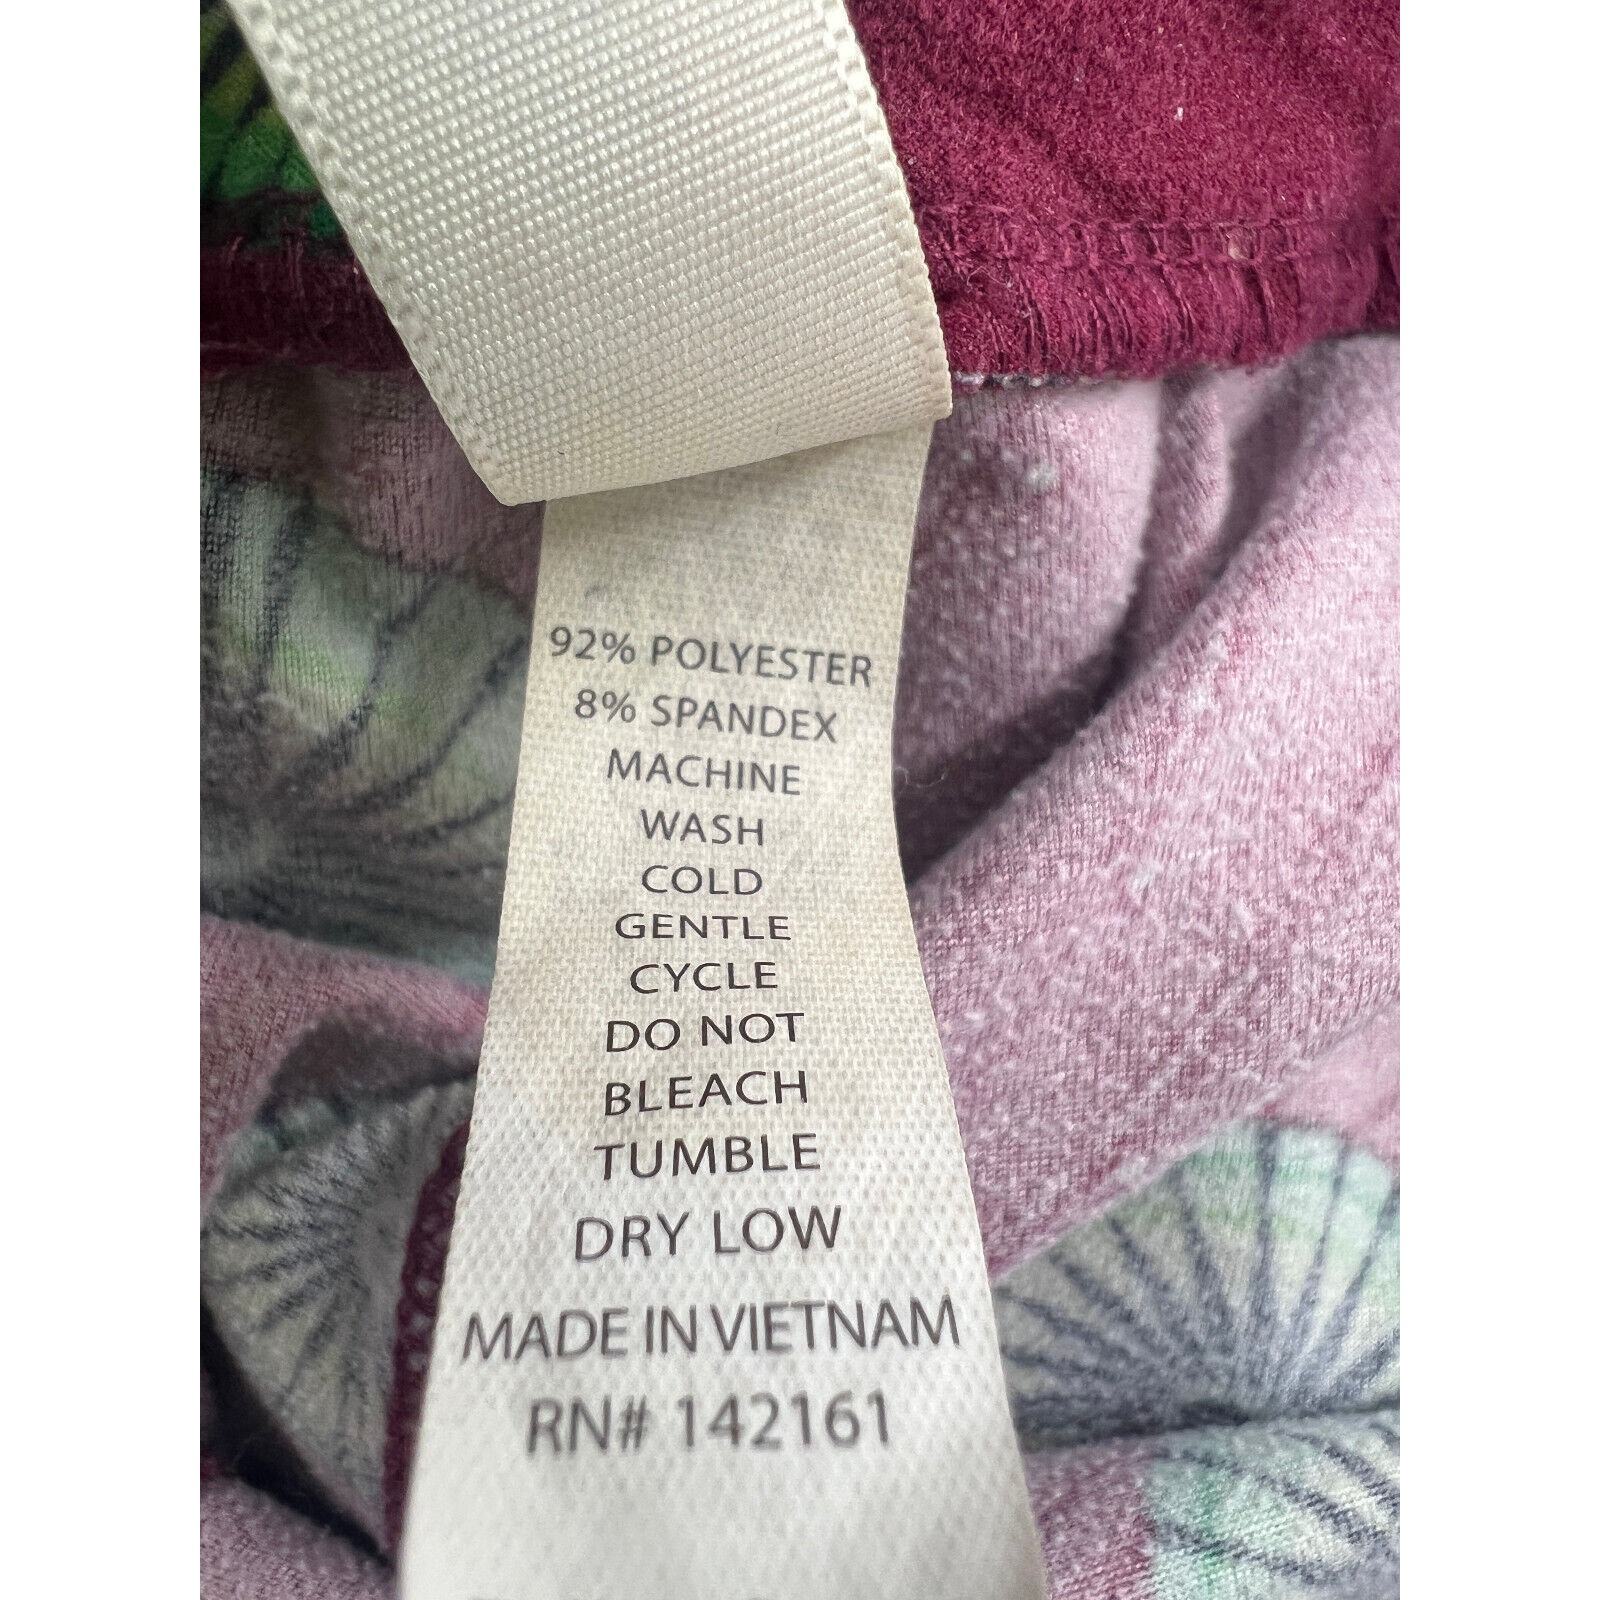 92% POLYESTER
8% SPANDEX
MACHINE
WASH
COLD
GENTLE
CYCLE
DO NOT
BLEACH
TUMBLE
DRY LOW
MADE IN VIETNAM
RN# 142161